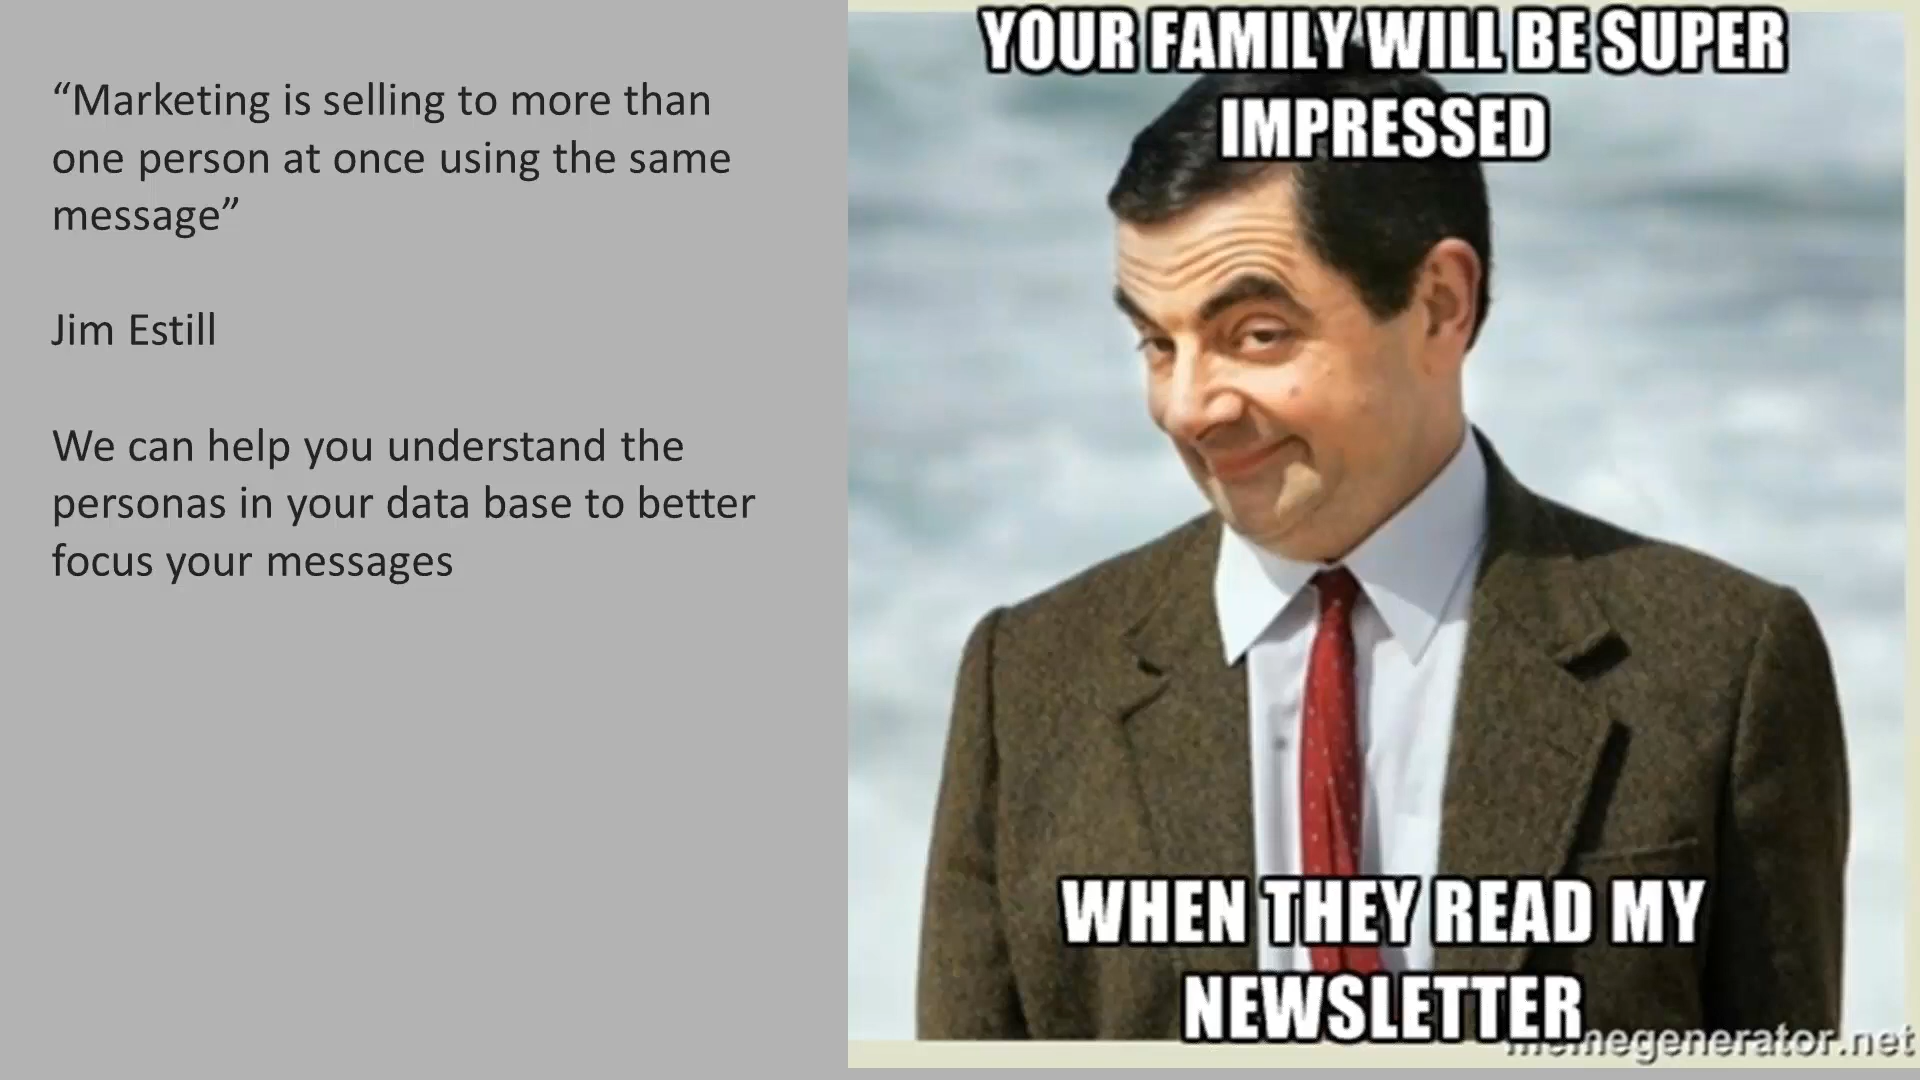 “Marketing is selling to more than
one person at once using the same
message”
Jim Estill
We can help you understand the
personas in your data base to better
focus your messages
YOUR FAMILY WILL BE SUPER
IMPRESSED
WHEN THEY READ MY
NEWSLETTER
memegenerator.net